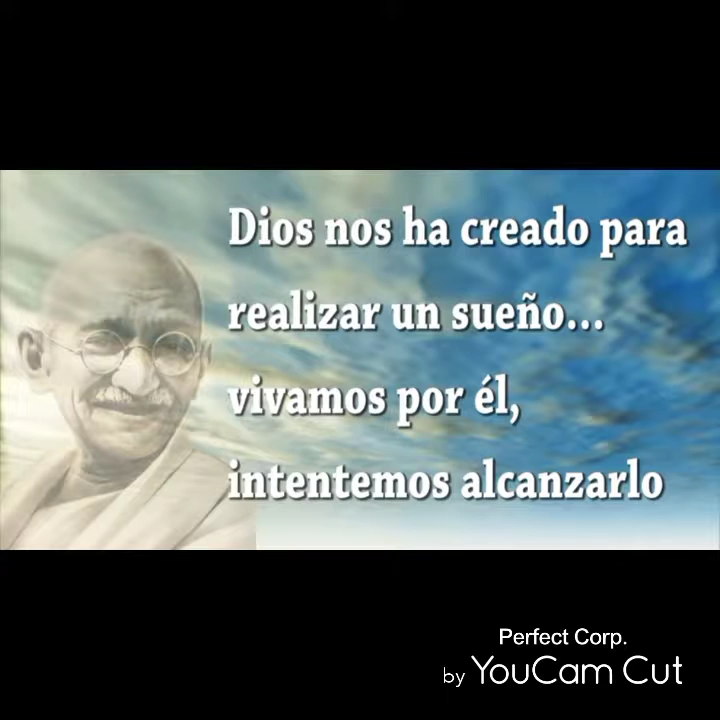 Dios nos ha creado para
realizar un sueño...
vivamos por él,
intentemos alcanzarlo
Perfect Corp.
by YouCam Cut